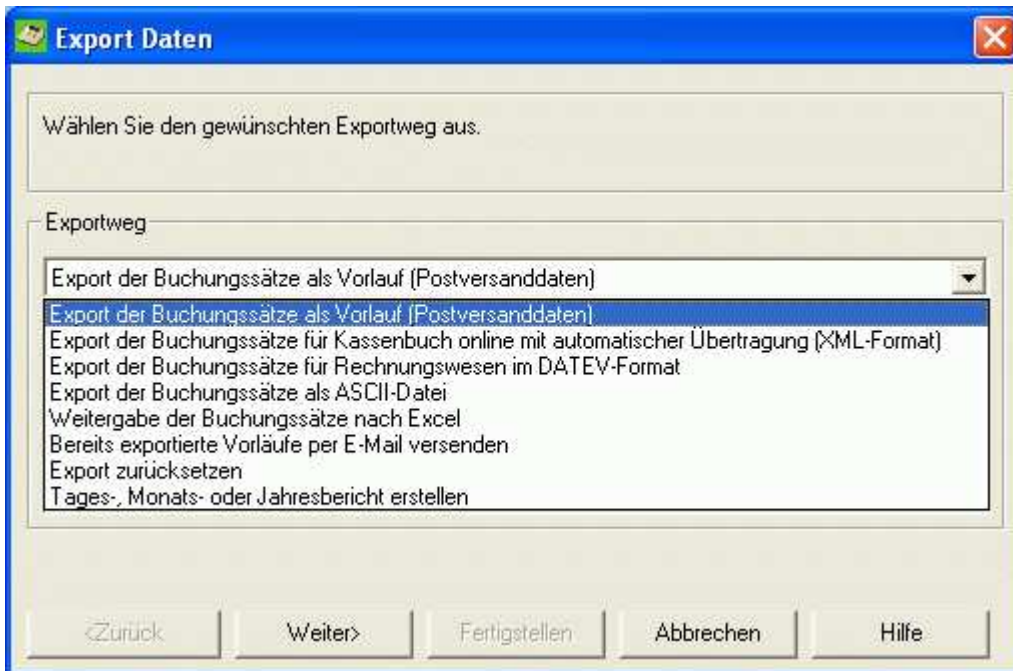 Export Daten
Wählen Sie den gewünschten Exportweg aus.
Exportweg
Export der Buchungssätze als Vorlauf (Postversanddaten)
Export der Buchungssätze als Vorlauf (Postversanddaten)
Export der Buchungssätze für Kassenbuch online mit automatischer Übertragung (XML-Format)
Export der Buchungssätze für Rechnungswesen im DATEV-Format
Export der Buchungssätze als ASCII-Datei
Weitergabe der Buchungssätze nach Excel
Bereits exportierte Vorläufe per E-Mail versenden
Export zurücksetzen
Tages-, Monats- oder Jahresbericht erstellen
<Zurück Weiter> Fertigstellen Abbrechen Hilfe